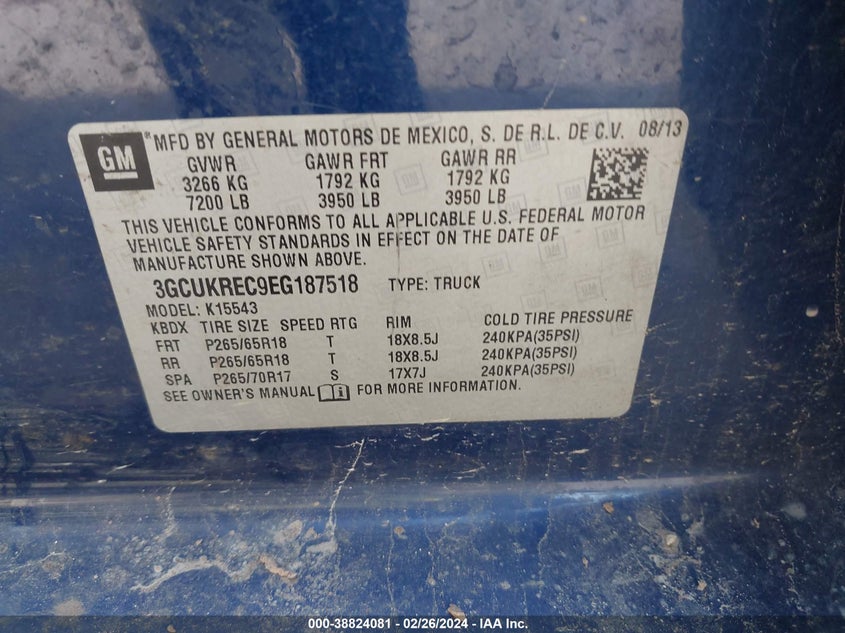 GM
® MFD BY GENERAL MOTORS DE MEXICO, S. DE R.L. DE C.V. 08/13
GVWR GAWR FRT GAWR RR
3266 KG 1792 KG 1792 KG
7200 LB 3950 LB 3950 LB
THIS VEHICLE CONFORMS TO ALL APPLICABLE U.S. FEDERAL MOTOR
VEHICLE SAFETY STANDARDS IN EFFECT ON THE DATE OF
MANUFACTURE SHOWN ABOVE.
3GCUKREC9EG187518 TYPE: TRUCK
MODEL: K15543
KBDX TIRE SIZE SPEED RTG RIM COLD TIRE PRESSURE
FRT P265/65R18 T 18X8.5J 240KPA(35PSI)
RR P265/65R18 T 18X8.5J 240KPA(35PSI)
SPA P265/70R17 S 17X7J 240KPA(35PSI)
SEE OWNER'S MANUAL FOR MORE INFORMATION.
000-38824081 - 02/26/2024 - IAA Inc.